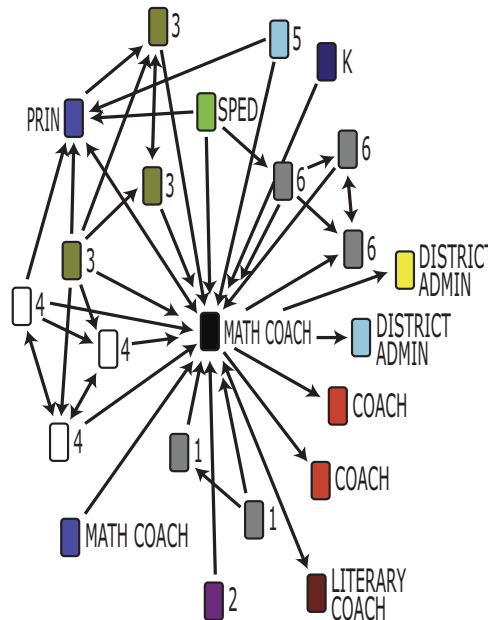 3
5
K
PRIN
SPED
6
6
3
3
6
DISTRICT
ADMIN
4
MATH COACH
DISTRICT
ADMIN
4
COACH
4
1
COACH
1
MATH COACH
2
LITERARY
COACH